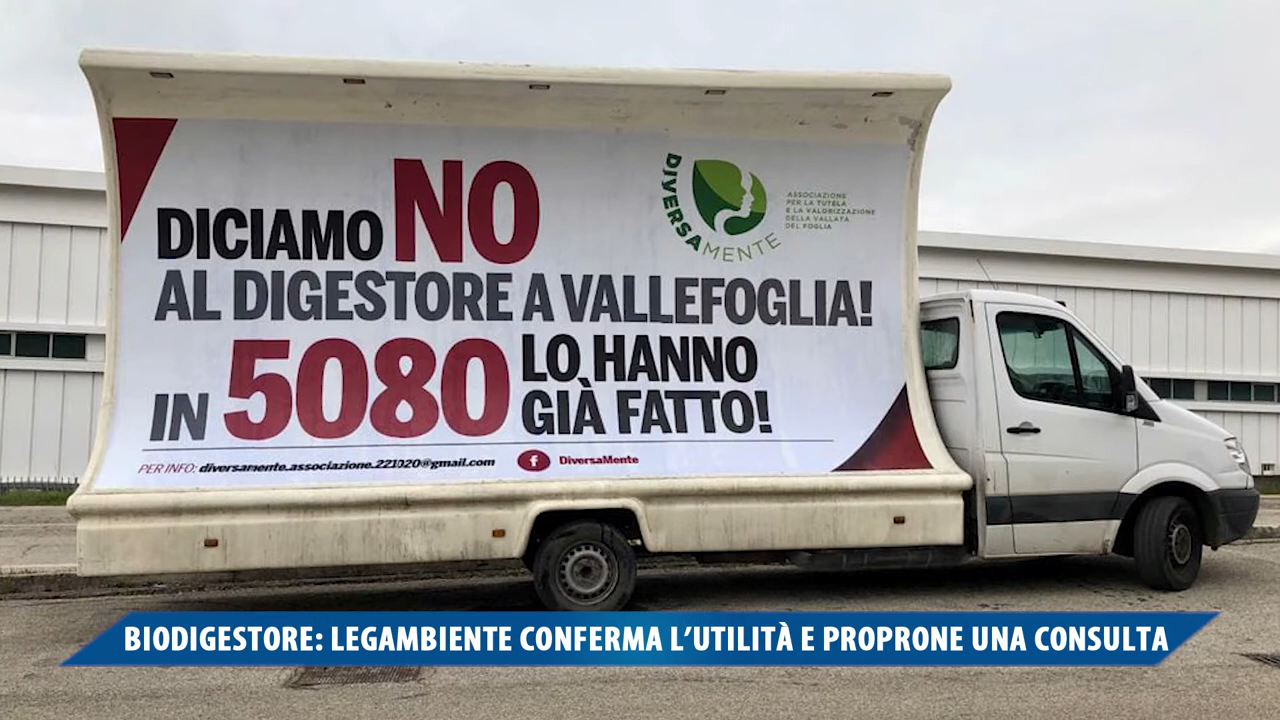 DICIAMO NO
AL DIGESTORE A VALLEFOGLIA!
IN 5080 LO HANNO
GIÀ FATTO!
DIVERSAMENTE
ASSOCIAZIONE
PER LA TUTELA
E LA VALORIZZAZIONE
DELLA VALLATA
DEL FOGLIA
PER INFO: diversamente.associazione.221020@gmail.com
f DiversaMente
BIODIGESTORE: LEGAMBIENTE CONFERMA L'UTILITÀ E PROPRONE UNA CONSULTA